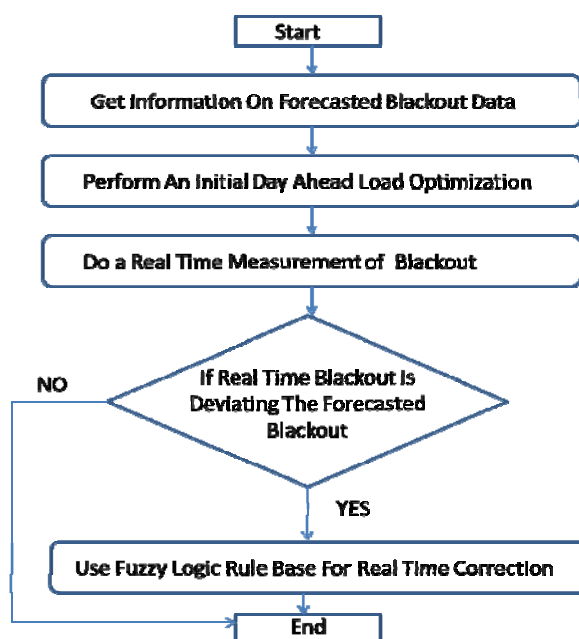 Start
Get Information On Forecasted Blackout Data
Perform An Initial Day Ahead Load Optimization
Do a Real Time Measurement of Blackout
If Real Time Blackout Is
Deviating The Forecasted
Blackout
NO
YES
Use Fuzzy Logic Rule Base For Real Time Correction
End